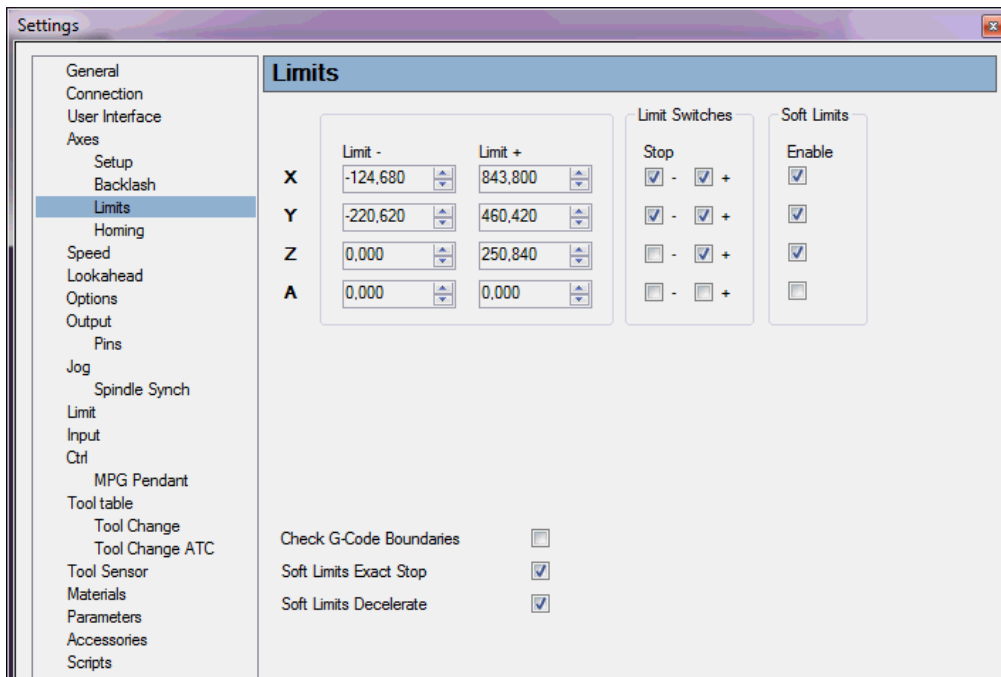 Settings
General
Connection
User Interface
Axes
Setup
Backlash
Limits
Homing
Speed
Lookahead
Options
Output
Pins
Jog
Spindle Synch
Limit
Input
Ctrl
MPG Pendant
Tool table
Tool Change
Tool Change ATC
Tool Sensor
Materials
Parameters
Accessories
Scripts
Limits
Limit Switches Soft Limits
Limit - Limit + Stop Enable
X -124,680 843,800 - +
Y -220,620 460,420 - +
Z 0,000 250,840 - +
A 0,000 0,000 - +
Check G-Code Boundaries
Soft Limits Exact Stop
Soft Limits Decelerate